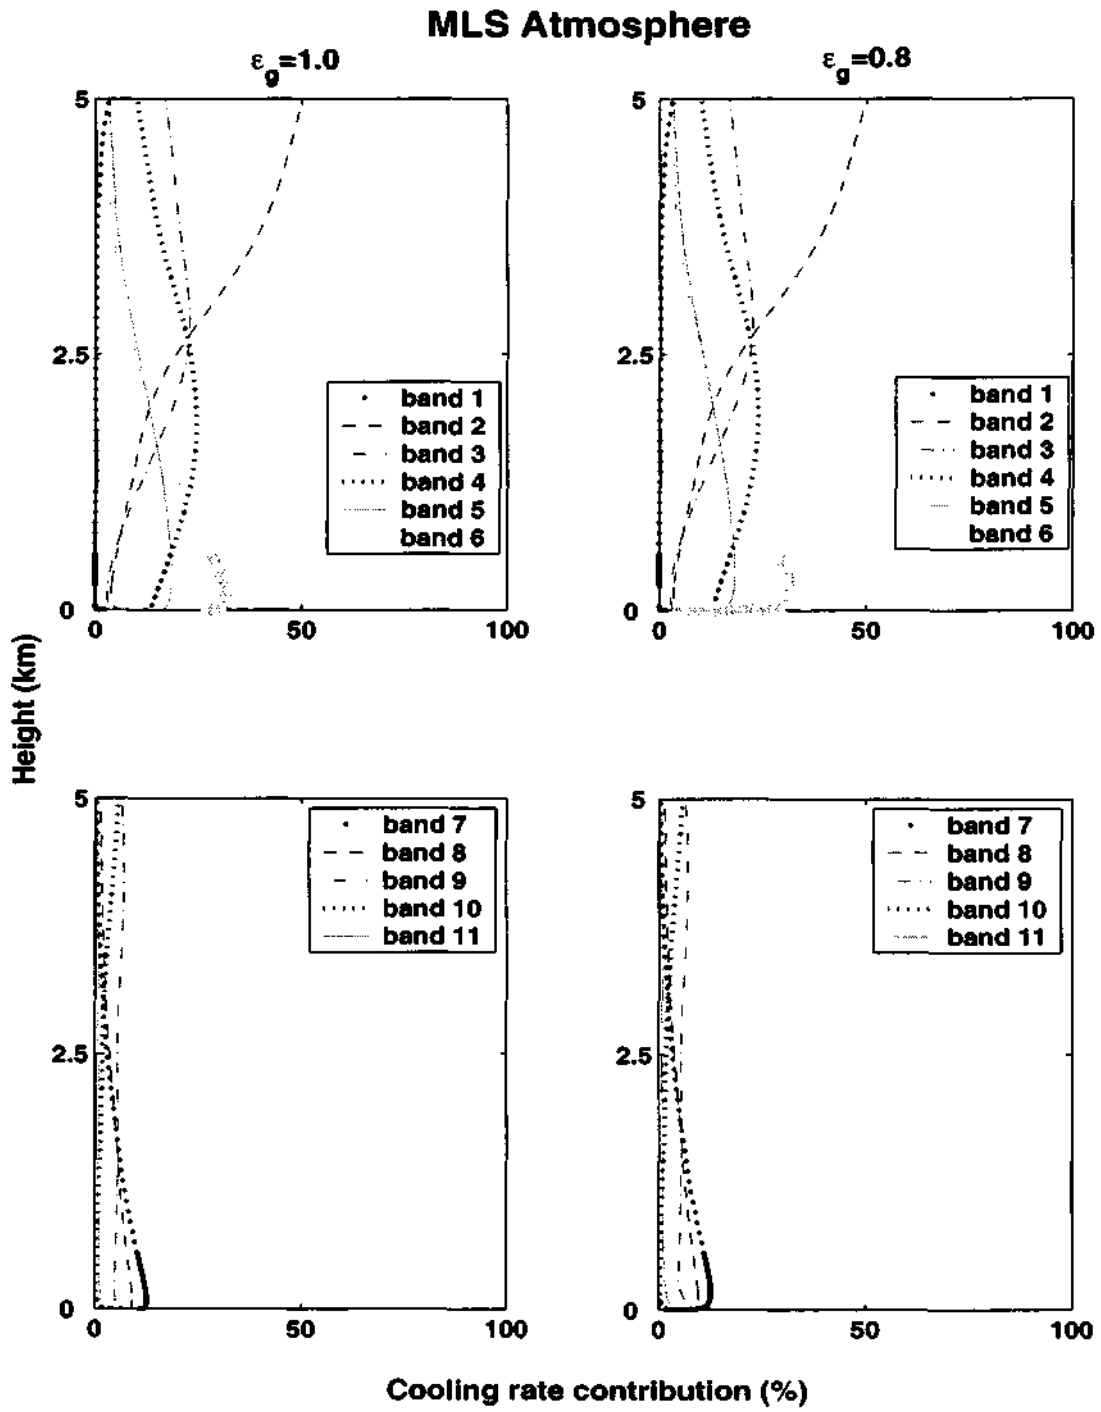 MLS Atmosphere
εg=1.0
εg=0.8
5
2.5
0
0
50
100
band 1
band 2
band 3
band 4
band 5
band 6
5
2.5
0
0
50
100
band 1
band 2
band 3
band 4
band 5
band 6
Height (km)
5
2.5
0
0
50
100
band 7
band 8
band 9
band 10
band 11
5
2.5
0
0
50
100
band 7
band 8
band 9
band 10
band 11
Cooling rate contribution (%)